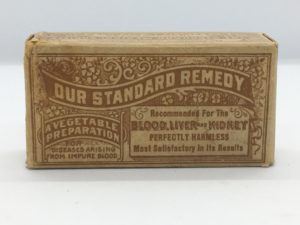 OUR STANDARD REMEDY
A VEGETABLE
PREPARATION
FOR ALL
DISEASES ARISING
FROM IMPURE BLOOD
Recommended For The
BLOOD, LIVER AND KIDNEY
PERFECTLY HARMLESS
Most Satisfactory in Its Results